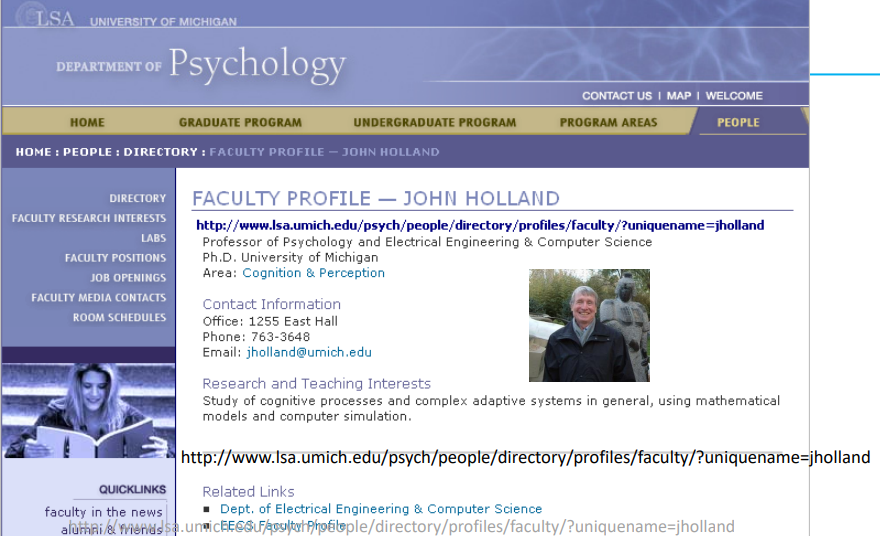 LSA UNIVERSITY OF MICHIGAN
DEPARTMENT OF Psychology
CONTACT US | MAP | WELCOME
HOME GRADUATE PROGRAM UNDERGRADUATE PROGRAM PROGRAM AREAS PEOPLE
HOME : PEOPLE : DIRECTORY : FACULTY PROFILE — JOHN HOLLAND
DIRECTORY
FACULTY RESEARCH INTERESTS
LABS
FACULTY POSITIONS
JOB OPENINGS
FACULTY MEDIA CONTACTS
ROOM SCHEDULES
FACULTY PROFILE — JOHN HOLLAND
http://www.lsa.umich.edu/psych/people/directory/profiles/faculty/?uniquename=jholland
Professor of Psychology and Electrical Engineering & Computer Science
Ph.D. University of Michigan
Area: Cognition & Perception
Contact Information
Office: 1255 East Hall
Phone: 763-3648
Email: jholland@umich.edu
Research and Teaching Interests
Study of cognitive processes and complex adaptive systems in general, using mathematical
models and computer simulation.
http://www.lsa.umich.edu/psych/people/directory/profiles/faculty/?uniquename=jholland
QUICKLINKS
faculty in the news
alumni & friends
Related Links
Dept. of Electrical Engineering & Computer Science
EECS Faculty Profile
http://www.lsa.umich.edu/psych/people/directory/profiles/faculty/?uniquename=jholland